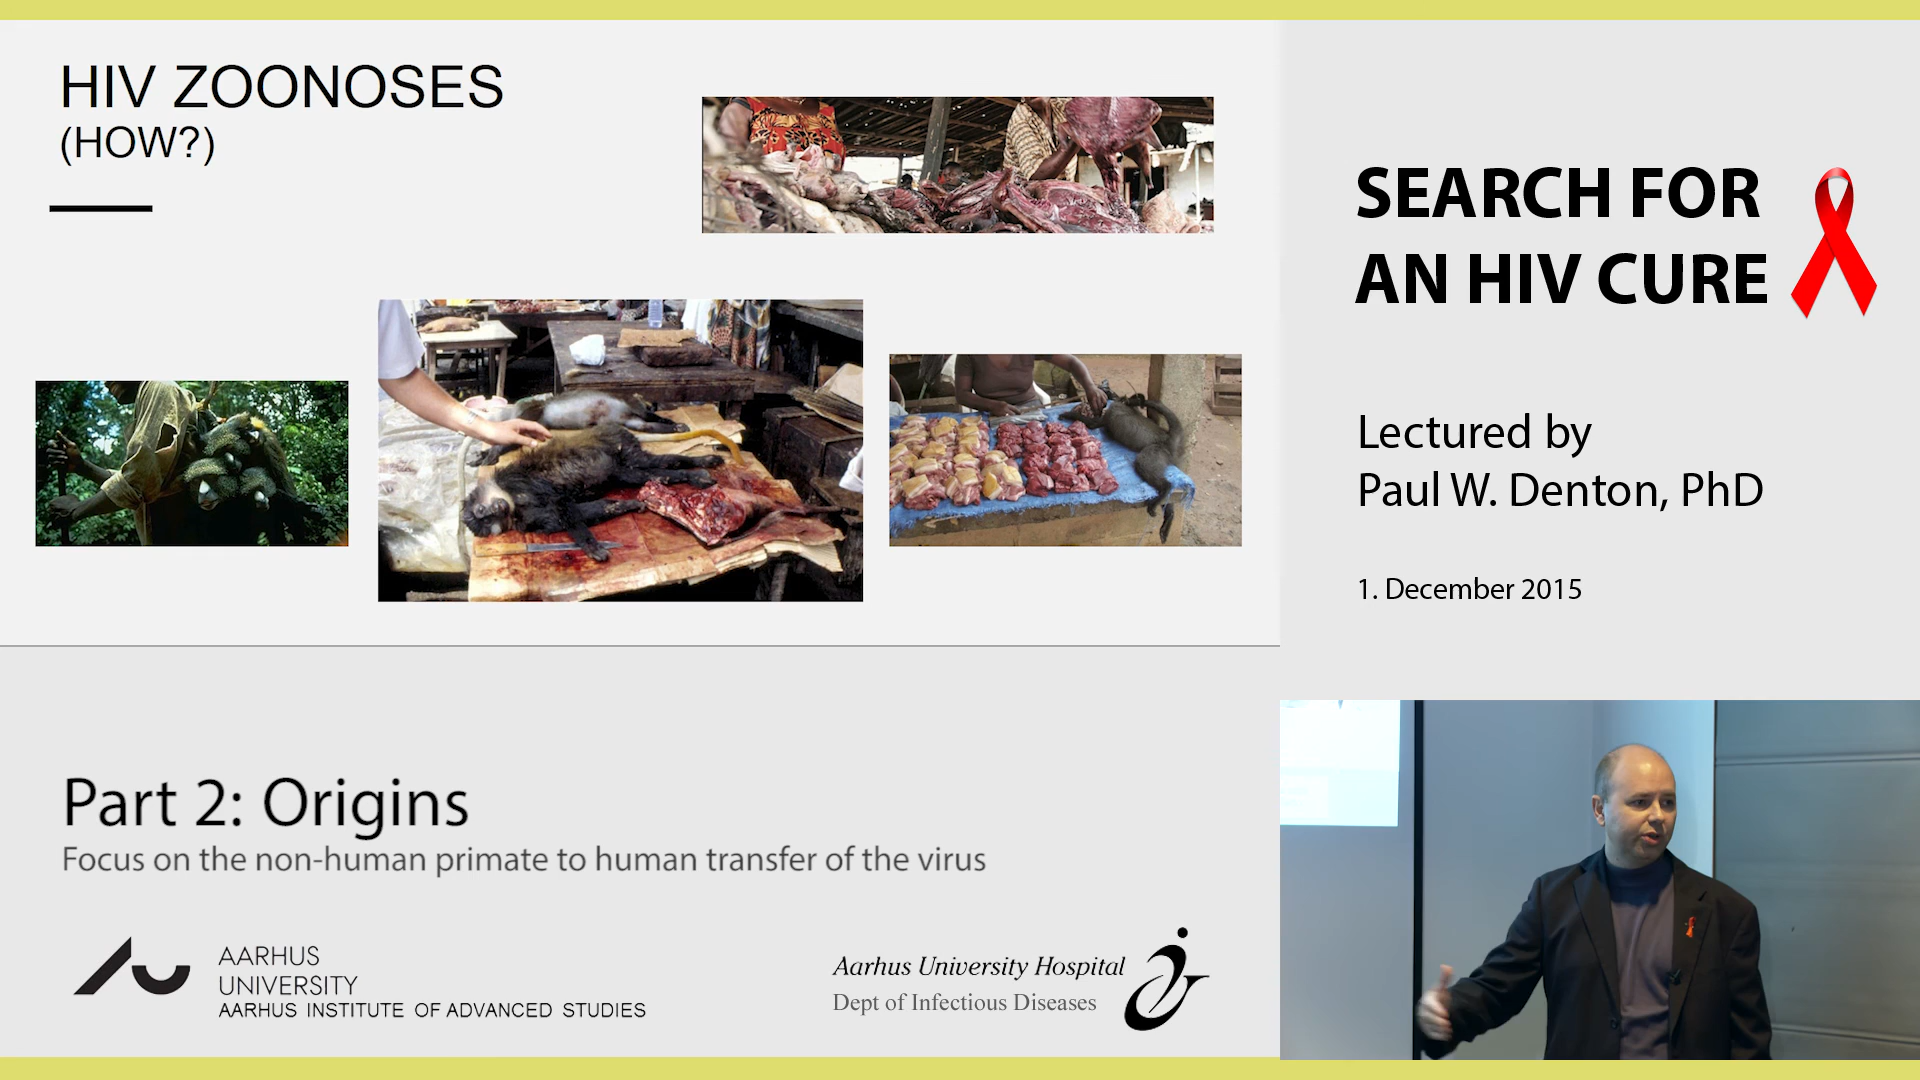 HIV ZOONOSES
(HOW?)
SEARCH FOR
AN HIV CURE
Lectured by
Paul W. Denton, PhD
1. December 2015
Part 2: Origins
Focus on the non-human primate to human transfer of the virus
AARHUS
UNIVERSITY
AARHUS INSTITUTE OF ADVANCED STUDIES
Aarhus University Hospital
Dept of Infectious Diseases